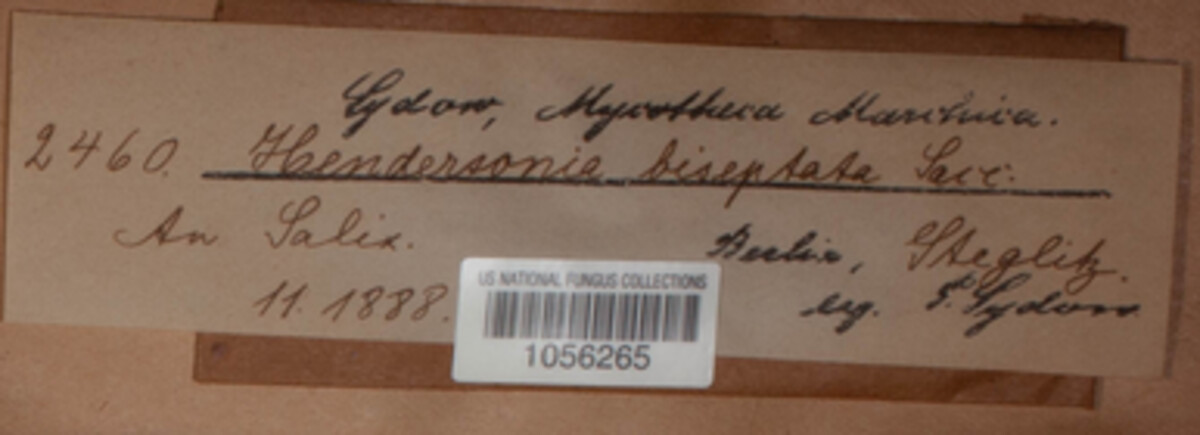 Sydow, Mycotheca Marchica.
2460. Hendersonia biseptata Sacc.
An Salix. Berlin, Steglitz.
11. 1888. leg. P. Sydow
US NATIONAL FUNGUS COLLECTIONS
1056265